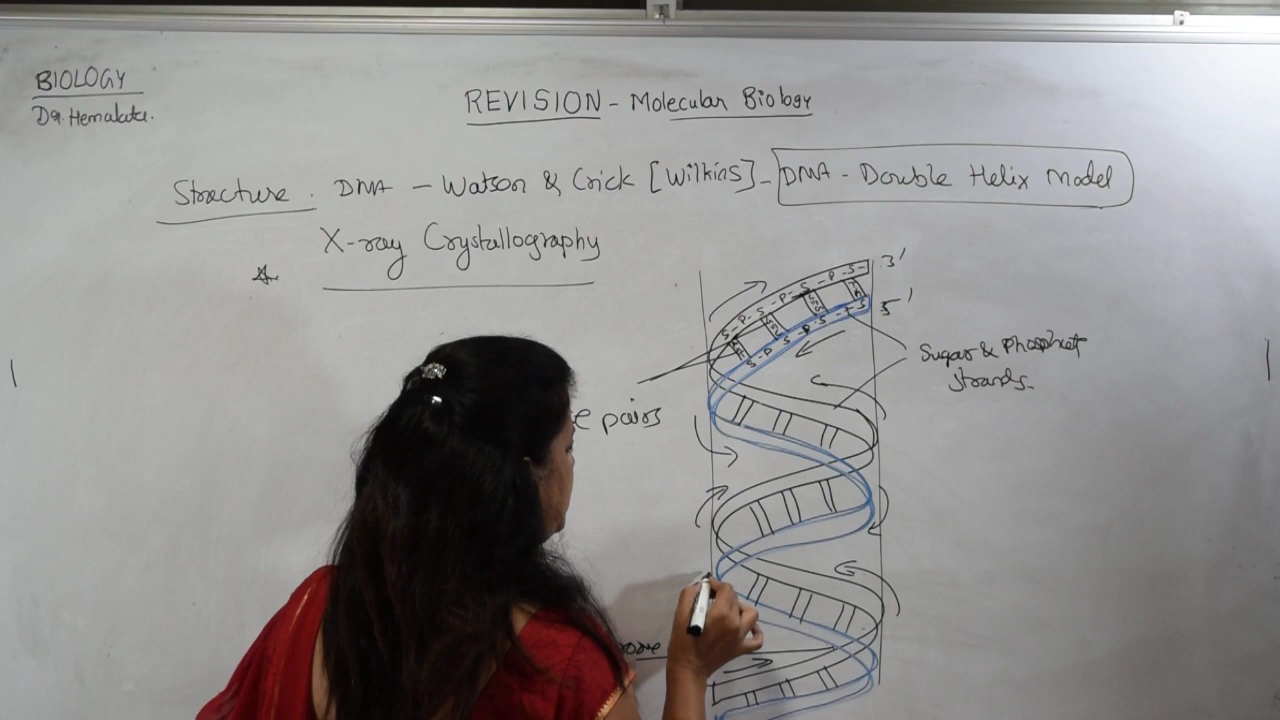 BIOLOGY
Dr. Hemalata.
REVISION - Molecular Biology
Structure. DNA - Watson & Crick [Wilkins] - DNA - Double Helix Model
X-ray Crystallography
3'
S-P-S-P-S-P-S-
5'
S-P-S-P-S
Sugar & Phosphet
strands.
pairs